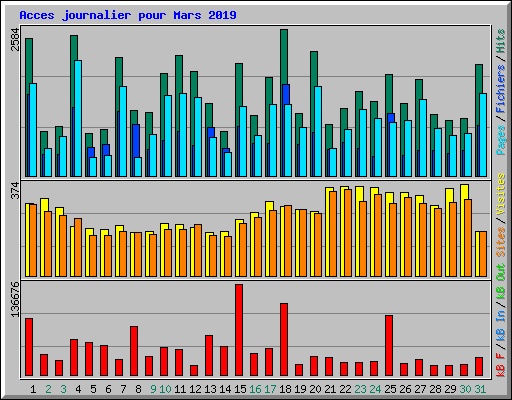 Acces journalier pour Mars 2019
2584
374
136676
Pages / Fichiers / Hits
Sites / Visites
kB F / kB In / kB Out
1 2 3 4 5 6 7 8 9 10 11 12 13 14 15 16 17 18 19 20 21 22 23 24 25 26 27 28 29 30 31